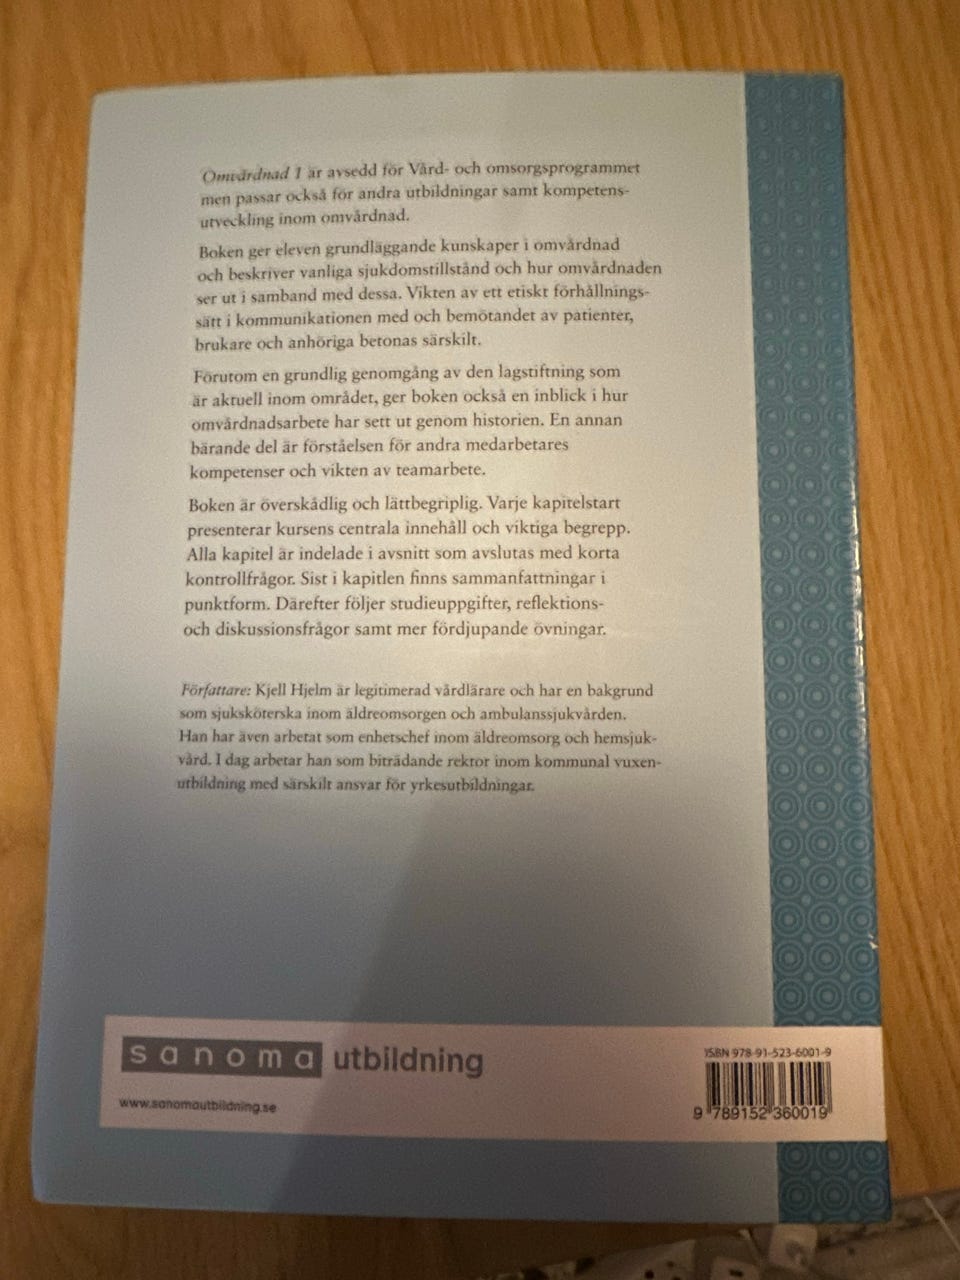 Omvårdnad 1 är avsedd för Vård- och omsorgsprogrammet
men passar också för andra utbildningar samt kompetens-
utveckling inom omvårdnad.
Boken ger eleven grundläggande kunskaper i omvårdnad
och beskriver vanliga sjukdomstillstånd och hur omvårdnaden
ser ut i samband med dessa. Vikten av ett etiskt förhållnings-
sätt i kommunikationen med och bemötandet av patienter,
brukare och anhöriga betonas särskilt.
Förutom en grundlig genomgång av den lagstiftning som
är aktuell inom området, ger boken också en inblick i hur
omvårdnadsarbete har sett ut genom historien. En annan
bärande del är förståelsen för andra medarbetares
kompetenser och vikten av teamarbete.
Boken är överskådlig och lättbegriplig. Varje kapitelstart
presenterar kursens centrala innehåll och viktiga begrepp.
Alla kapitel är indelade i avsnitt som avslutas med korta
kontrollfrågor. Sist i kapitlen finns sammanfattningar i
punktform. Därefter följer studieuppgifter, reflektions-
och diskussionsfrågor samt mer fördjupande övningar.
Författare: Kjell Hjelm är legitimerad vårdlärare och har en bakgrund
som sjuksköterska inom äldreomsorgen och ambulanssjukvården.
Han har även arbetat som enhetschef inom äldreomsorg och hemsjuk-
vård. I dag arbetar han som biträdande rektor inom kommunal vuxen-
utbildning med särskilt ansvar för yrkesutbildningar.
sanoma utbildning
www.sanomautbildning.se
ISBN 978-91-523-6001-9
9 789152 360019